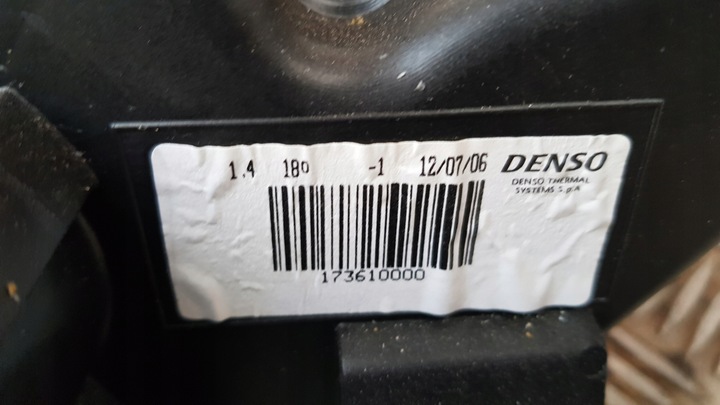 1.4 18º -1 12/07/06 DENSO
DENSO THERMAL
SYSTEMS S.p.A
173610000